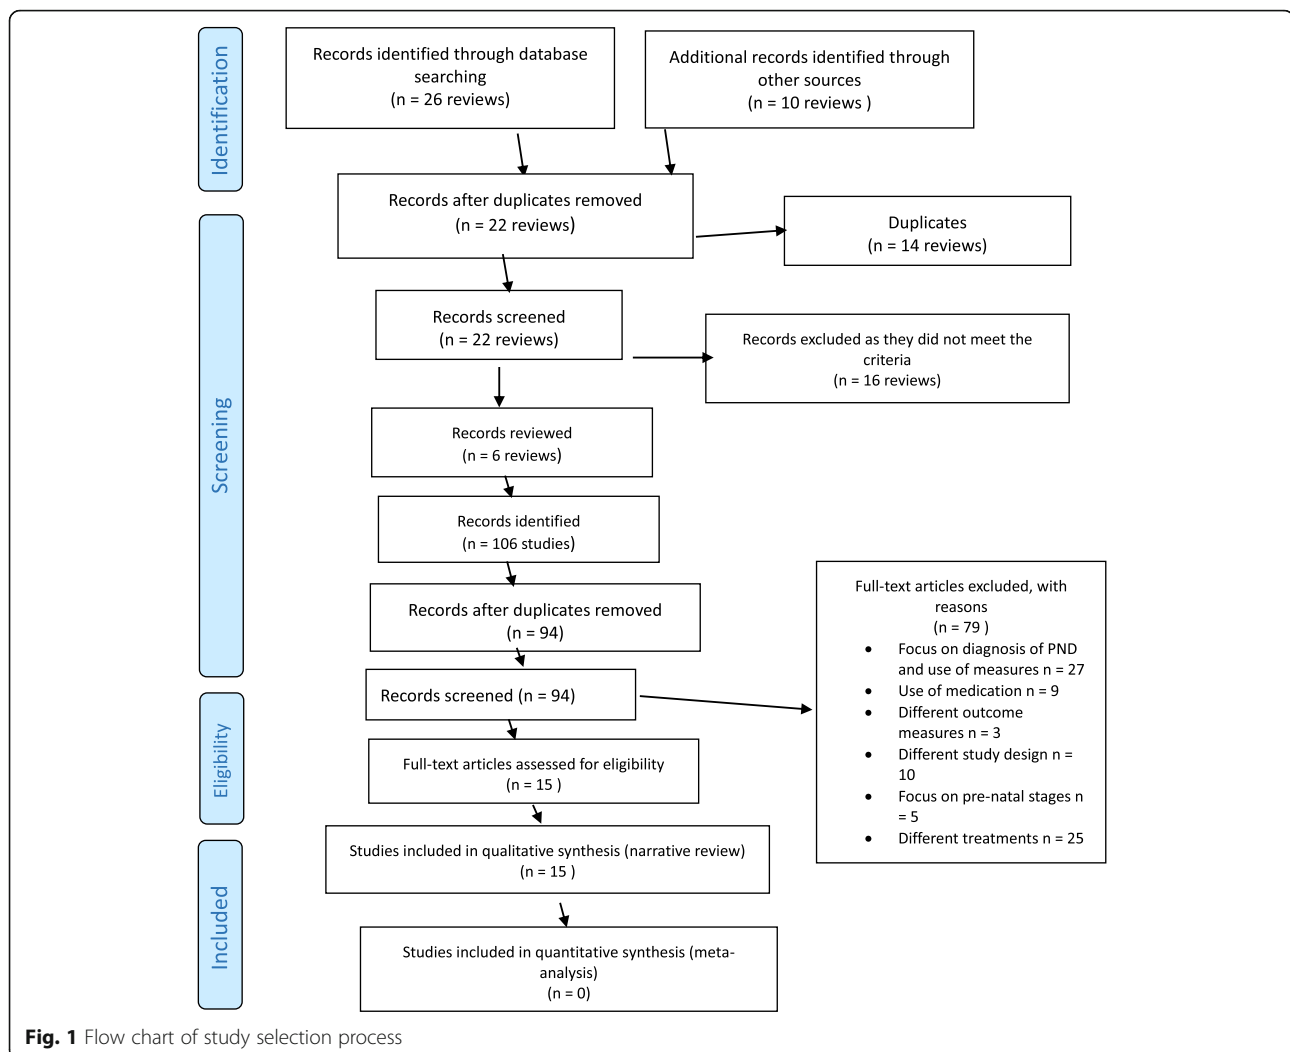 Identification
Records identified through database
searching
(n = 26 reviews)
Additional records identified through
other sources
(n = 10 reviews )
Records after duplicates removed
(n = 22 reviews)
Duplicates
(n = 14 reviews)
Screening
Records screened
(n = 22 reviews)
Records excluded as they did not meet the
criteria
(n = 16 reviews)
Records reviewed
(n = 6 reviews)
Records identified
(n = 106 studies)
Records after duplicates removed
(n = 94)
Records screened (n = 94)
Full-text articles excluded, with
reasons
(n = 79 )
• Focus on diagnosis of PND
and use of measures n = 27
• Use of medication n = 9
• Different outcome
measures n = 3
• Different study design n =
10
• Focus on pre-natal stages n
= 5
• Different treatments n = 25
Eligibility
Full-text articles assessed for eligibility
(n = 15 )
Included
Studies included in qualitative synthesis (narrative review)
(n = 15 )
Studies included in quantitative synthesis (meta-
analysis)
(n = 0)
Fig. 1 Flow chart of study selection process